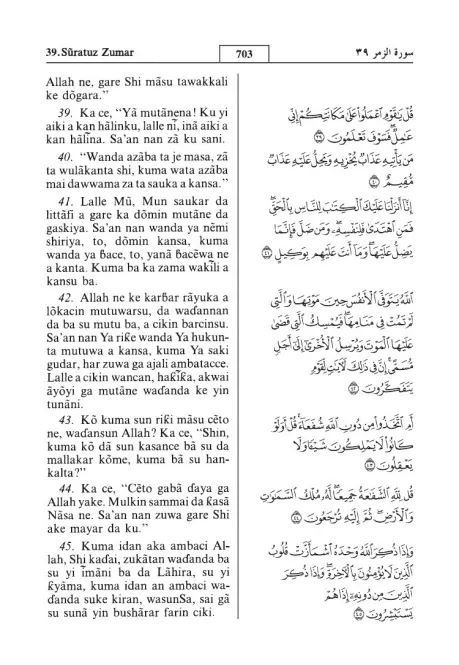 39. Sūratuz Zumar
703
سورة الزمر ٣٩
Allah ne, gare Shi māsu tawakkali
ke dōgara."
39. Ka ce, "Yā mutānena! Ku yi
aiki a kan hālinku, lalle nī, inā aiki a
kan hālina. Sa'an nan zā ku sani.
40. "Wanda azāba ta je masa, zā
ta wulākanta shi, kuma wata azāba
mai dawwama za ta sauka a kansa."
41. Lalle Mū, Mun saukar da
littāfi a gare ka dōmin mutāne da
gaskiya. Sa'an nan wanda ya nēmi
shiriya, to, dōmin kansa, kuma
wanda ya ɓace, to, yanā ɓacēwa ne
a kanta. Kuma ba ka zama wakīli a
kansu ba.
42. Allah ne ke karɓar rāyuka a
lōkacin mutuwarsu, da waɗannan
da ba su mutu ba, a cikin barcinsu.
Sa'an nan Ya riƙe wanda Ya hukun-
ta mutuwa a kansa, kuma Ya saki
gudar, har zuwa ga ajali ambatacce.
Lalle a cikin wancan, haƙīƙa, akwai
āyōyi ga mutāne waɗanda ke yin
tunāni.
43. Kō kuma sun riƙi māsu cēto
ne, waɗansun Allah? Ka ce, "Shin,
kuma kō dā sun kasance bā su da
mallakar kōme, kuma bā su han-
kalta?"
44. Ka ce, "Cēto gabā ɗaya ga
Allah yake. Mulkin sammai da ƙasā
Nāsa ne. Sa'an nan zuwa gare Shi
ake mayar da ku."
45. Kuma idan aka ambaci Al-
lah, Shi kaɗai, zukātan waɗanda ba
su yi īmāni ba da Lāhira, su yi
ƙyāma, kuma idan an ambaci wa-
ɗanda suke kiran, wasunSa, sai gā
su sunā yin bushārar farin ciki.
قُلْ يَٰقَوْمِ ٱعْمَلُوا۟ عَلَىٰ مَكَانَتِكُمْ إِنِّى
عَٰمِلٌ فَسَوْفَ تَعْلَمُونَ ٣٩
مَن يَأْتِيهِ عَذَابٌ يُخْزِيهِ وَيَحِلُّ عَلَيْهِ عَذَابٌ
مُّقِيمٌ ٤٠
إِنَّآ أَنزَلْنَا عَلَيْكَ ٱلْكِتَٰبَ لِلنَّاسِ بِٱلْحَقِّ
فَمَنِ ٱهْتَدَىٰ فَلِنَفْسِهِۦ وَمَن ضَلَّ فَإِنَّمَا
يَضِلُّ عَلَيْهَا وَمَآ أَنتَ عَلَيْهِم بِوَكِيلٍ ٤١
ٱللَّهُ يَتَوَفَّى ٱلْأَنفُسَ حِينَ مَوْتِهَا وَٱلَّتِى
لَمْ تَمُتْ فِى مَنَامِهَا فَيُمْسِكُ ٱلَّتِى قَضَىٰ
عَلَيْهَا ٱلْمَوْتَ وَيُرْسِلُ ٱلْأُخْرَىٰٓ إِلَىٰٓ أَجَلٍ
مُّسَمًّى إِنَّ فِى ذَٰلِكَ لَءَايَٰتٍ لِّقَوْمٍ
يَتَفَكَّرُونَ ٤٢
أَمِ ٱتَّخَذُوا۟ مِن دُونِ ٱللَّهِ شُفَعَآءَ قُلْ أَوَلَوْ
كَانُوا۟ لَا يَمْلِكُونَ شَيْـًٔا وَلَا
يَعْقِلُونَ ٤٣
قُل لِّلَّهِ ٱلشَّفَٰعَةُ جَمِيعًا لَّهُۥ مُلْكُ ٱلسَّمَٰوَٰتِ
وَٱلْأَرْضِ ثُمَّ إِلَيْهِ تُرْجَعُونَ ٤٤
وَإِذَا ذُكِرَ ٱللَّهُ وَحْدَهُ ٱشْمَأَزَّتْ قُلُوبُ
ٱلَّذِينَ لَا يُؤْمِنُونَ بِٱلْءَاخِرَةِ وَإِذَا ذُكِرَ
ٱلَّذِينَ مِن دُونِهِۦٓ إِذَا هُمْ
يَسْتَبْشِرُونَ ٤٥